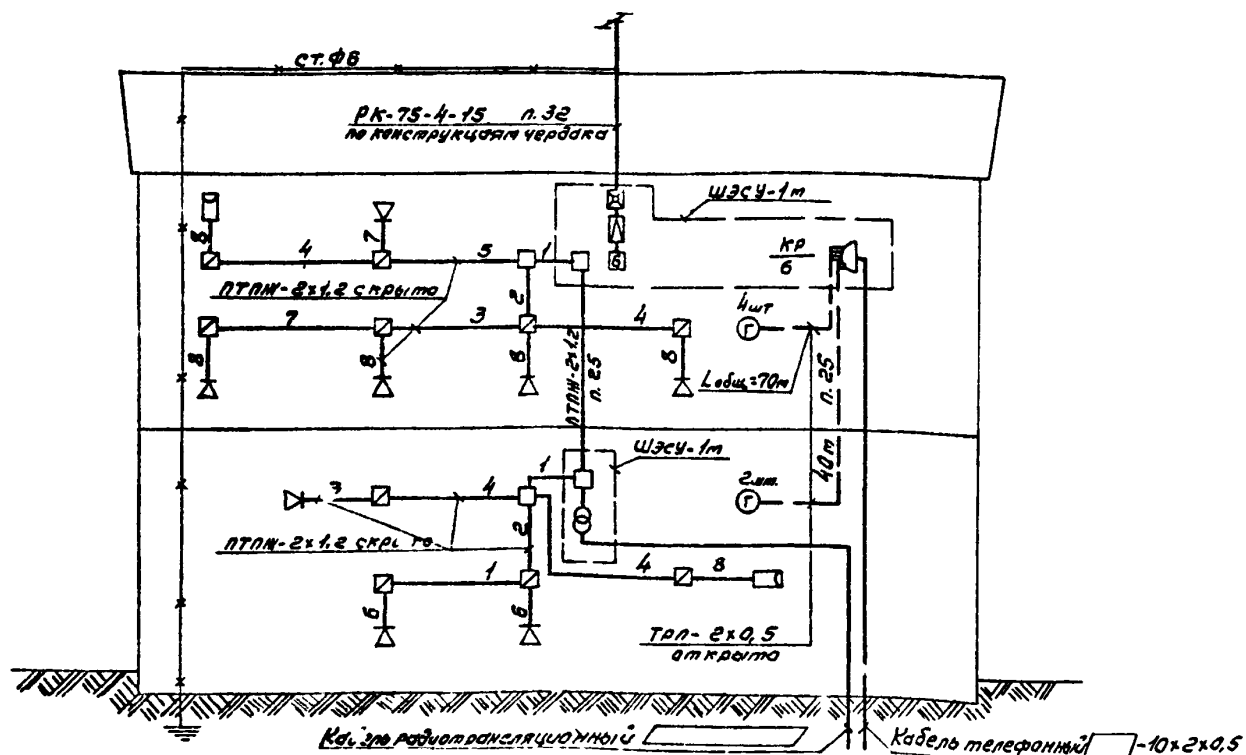 ст.ф6
РК-75-4-15 п.32
по конструкциям чердака
ШЭСУ-1м
8
4
7
5
1
6
КР
6
ПТПЖ-2х1,2 скрыто
2
7
3
4
4шт
Г
8
8
8
8
ПТПЖ-2х1,2
п.25
Lобщ=70м
п.25
40м
ШЭСУ-1м
1
3
4
2шт.
Г
2
ПТПЖ-2х1,2 скрыто
1
4
8
6
6
ТРП-2х0,5
открыто
Кабель радиотрансляционный
Кабель телефонный -10х2х0,5